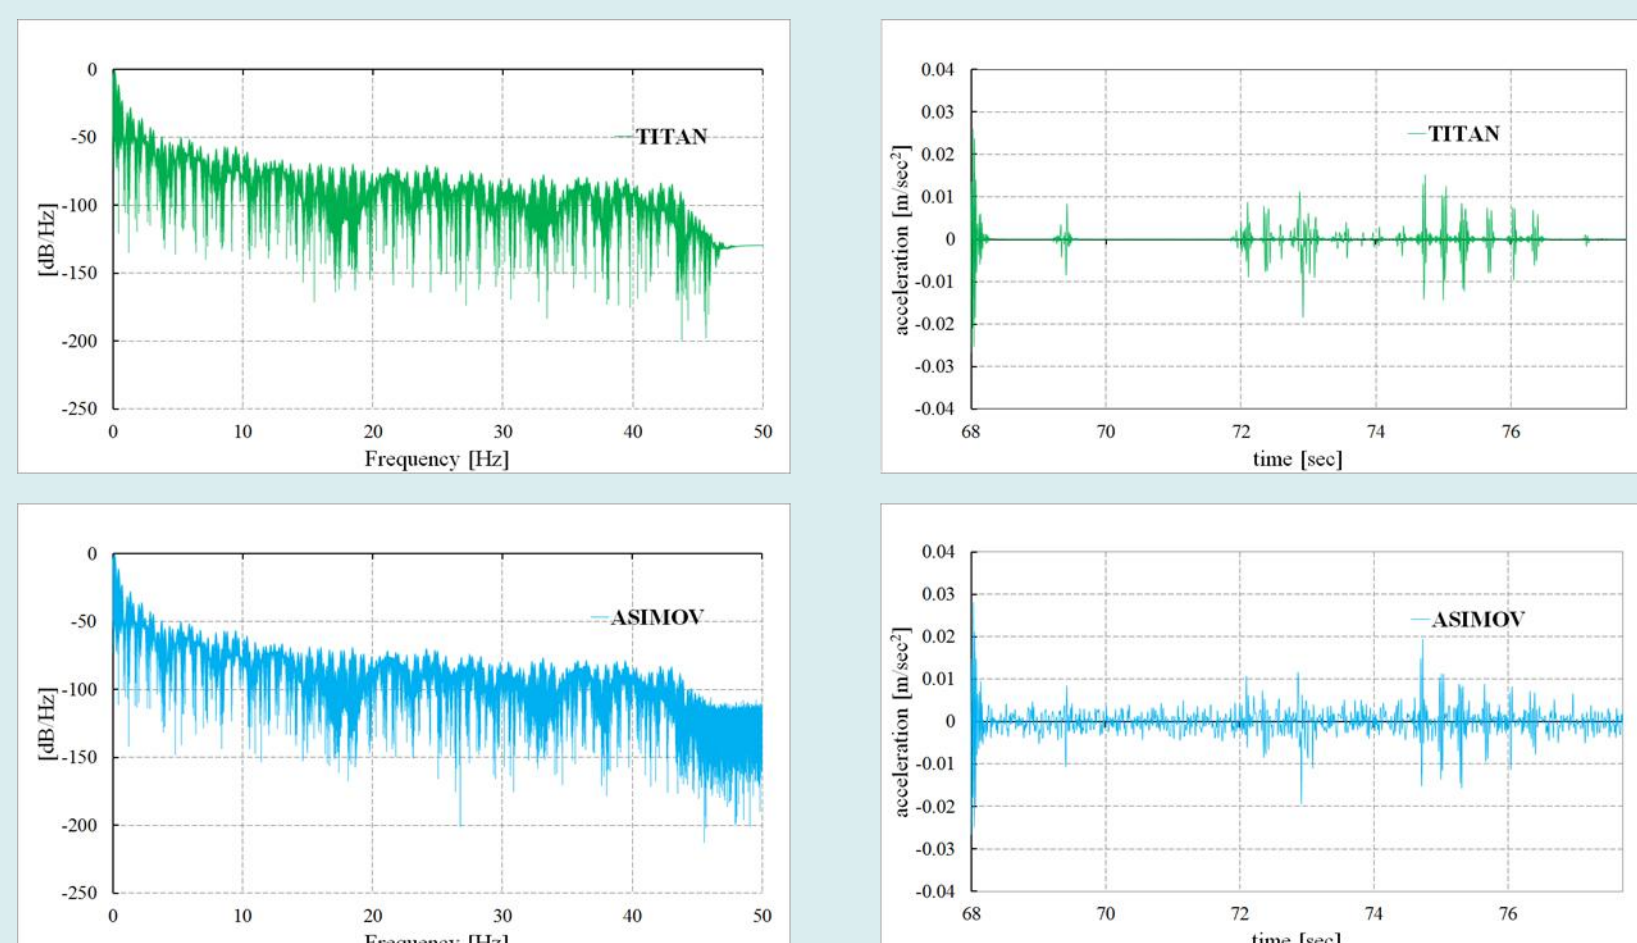 0
-50
-100
-150
-200
-250
[dB/Hz]
TITAN
0 10 20 30 40 50
Frequency [Hz]
0.04
0.03
0.02
0.01
0
-0.01
-0.02
-0.03
-0.04
acceleration [m/sec²]
TITAN
68 70 72 74 76
time [sec]
0
-50
-100
-150
-200
-250
[dB/Hz]
ASIMOV
0 10 20 30 40 50
Frequency [Hz]
0.04
0.03
0.02
0.01
0
-0.01
-0.02
-0.03
-0.04
acceleration [m/sec²]
ASIMOV
68 70 72 74 76
time [sec]